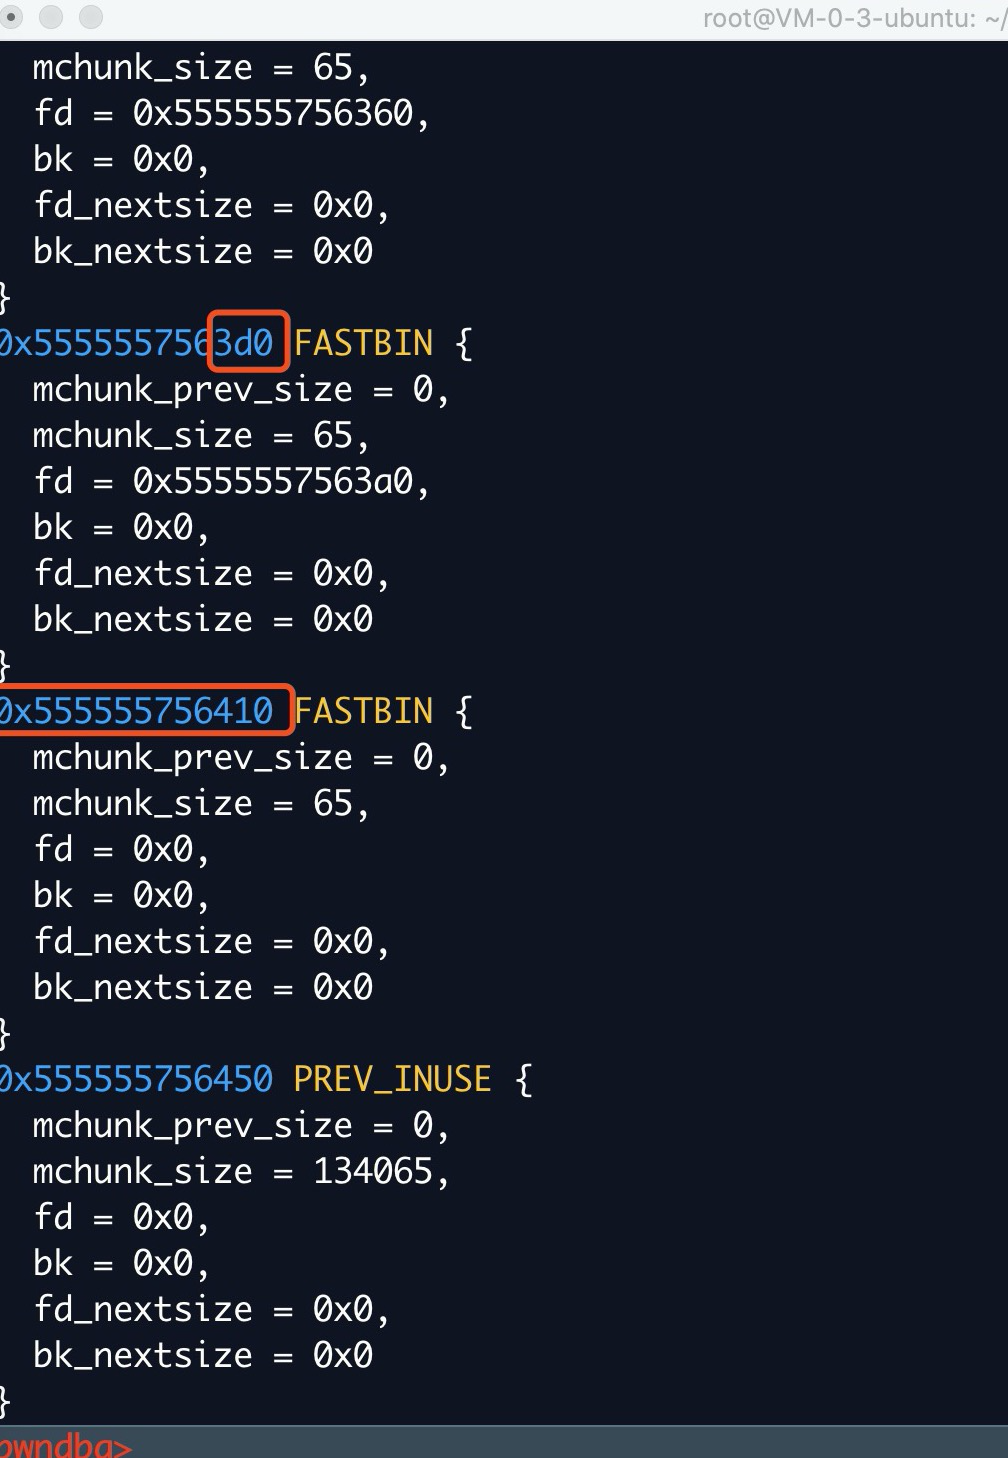 root@VM-0-3-ubuntu: ~/
mchunk_size = 65,
fd = 0x555555756360,
bk = 0x0,
fd_nextsize = 0x0,
bk_nextsize = 0x0
}
0x5555557563d0 FASTBIN {
mchunk_prev_size = 0,
mchunk_size = 65,
fd = 0x5555557563a0,
bk = 0x0,
fd_nextsize = 0x0,
bk_nextsize = 0x0
}
0x555555756410 FASTBIN {
mchunk_prev_size = 0,
mchunk_size = 65,
fd = 0x0,
bk = 0x0,
fd_nextsize = 0x0,
bk_nextsize = 0x0
}
0x555555756450 PREV_INUSE {
mchunk_prev_size = 0,
mchunk_size = 134065,
fd = 0x0,
bk = 0x0,
fd_nextsize = 0x0,
bk_nextsize = 0x0
}
pwndbg>